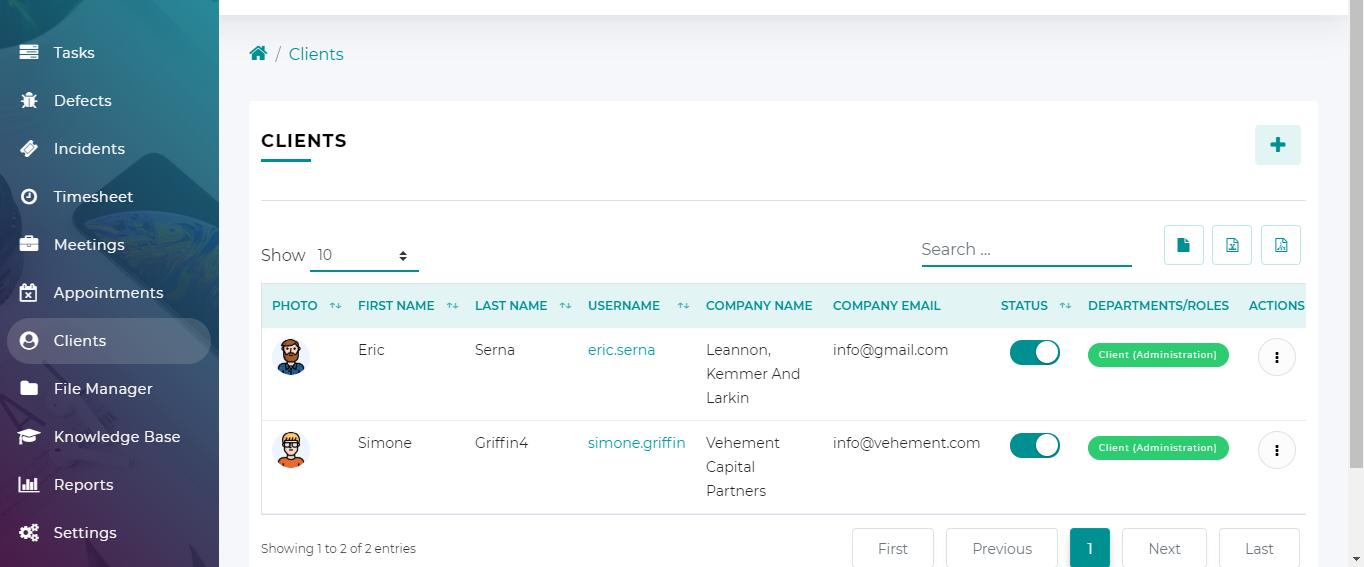 Tasks
Defects
Incidents
Timesheet
Meetings
Appointments
Clients
File Manager
Knowledge Base
Reports
Settings
/ Clients
CLIENTS
Show 10
Search ...
PHOTO FIRST NAME LAST NAME USERNAME COMPANY NAME COMPANY EMAIL STATUS DEPARTMENTS/ROLES ACTIONS
Eric Serna eric.serna Leannon, info@gmail.com Client (Administration)
Kemmer And
Larkin
Simone Griffin4 simone.griffin Vehement info@vehement.com Client (Administration)
Capital
Partners
Showing 1 to 2 of 2 entries
First Previous 1 Next Last